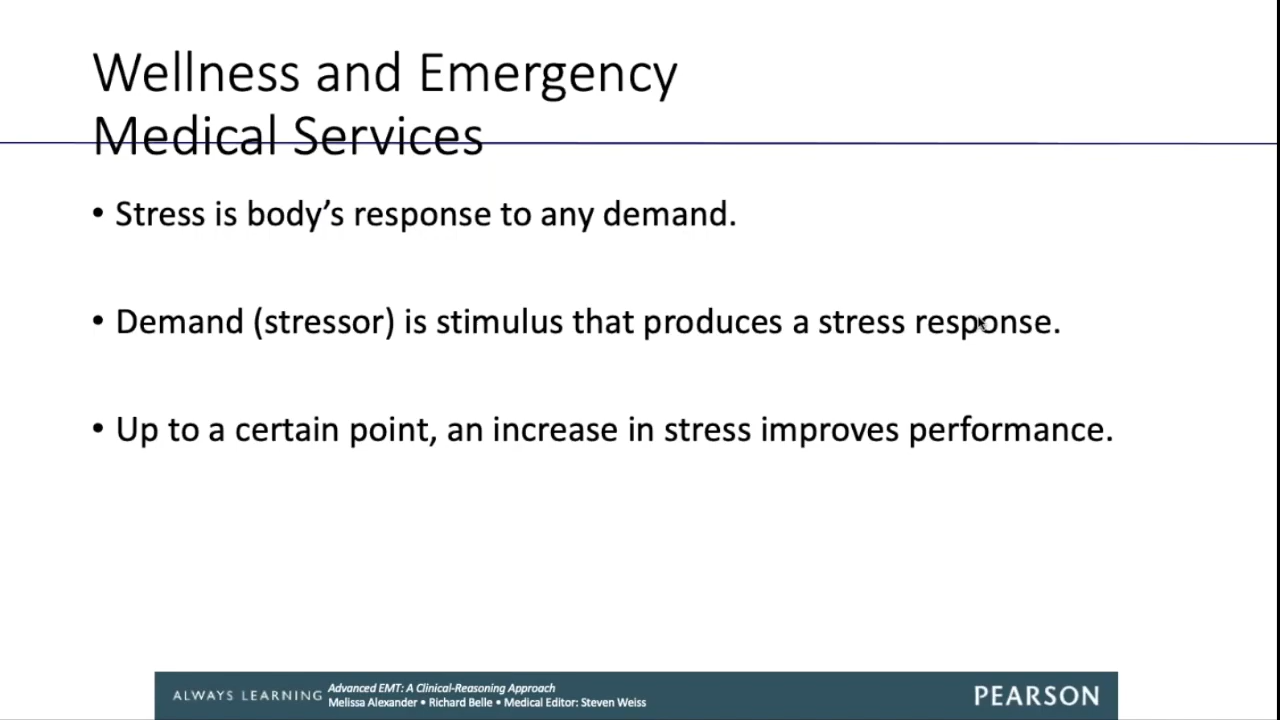 Wellness and Emergency
Medical Services
• Stress is body’s response to any demand.
• Demand (stressor) is stimulus that produces a stress response.
• Up to a certain point, an increase in stress improves performance.
ALWAYS LEARNING
Advanced EMT: A Clinical-Reasoning Approach
Melissa Alexander • Richard Belle • Medical Editor: Steven Weiss
PEARSON